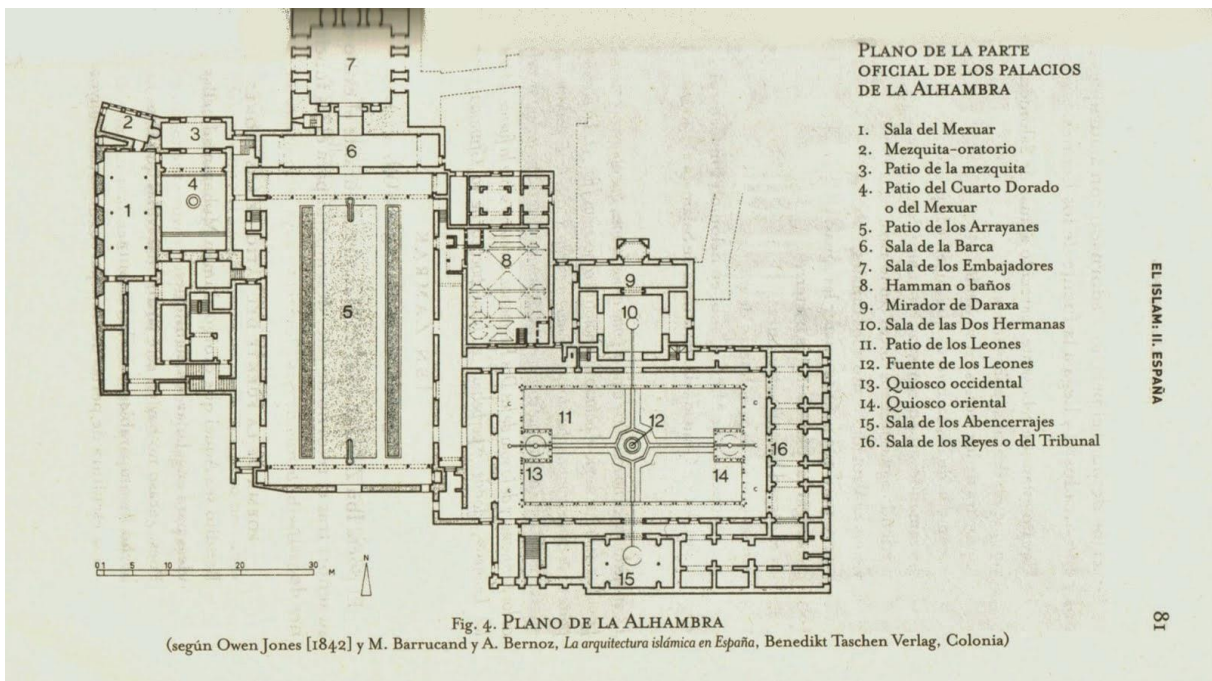 PLANO DE LA PARTE
OFICIAL DE LOS PALACIOS
DE LA ALHAMBRA
1. Sala del Mexuar
2. Mezquita-oratorio
3. Patio de la mezquita
4. Patio del Cuarto Dorado
o del Mexuar
5. Patio de los Arrayanes
6. Sala de la Barca
7. Sala de los Embajadores
8. Hamman o baños
9. Mirador de Daraxa
10. Sala de las Dos Hermanas
11. Patio de los Leones
12. Fuente de los Leones
13. Quiosco occidental
14. Quiosco oriental
15. Sala de los Abencerrajes
16. Sala de los Reyes o del Tribunal
EL ISLAM: II. ESPAÑA
81
7
2
3
6
4
1
8
9
5
10
11
12
13
14
16
15
0 1 5 10 20 30 M
N
Fig. 4. PLANO DE LA ALHAMBRA
(según Owen Jones [1842] y M. Barrucand y A. Bernoz, La arquitectura islámica en España, Benedikt Taschen Verlag, Colonia)